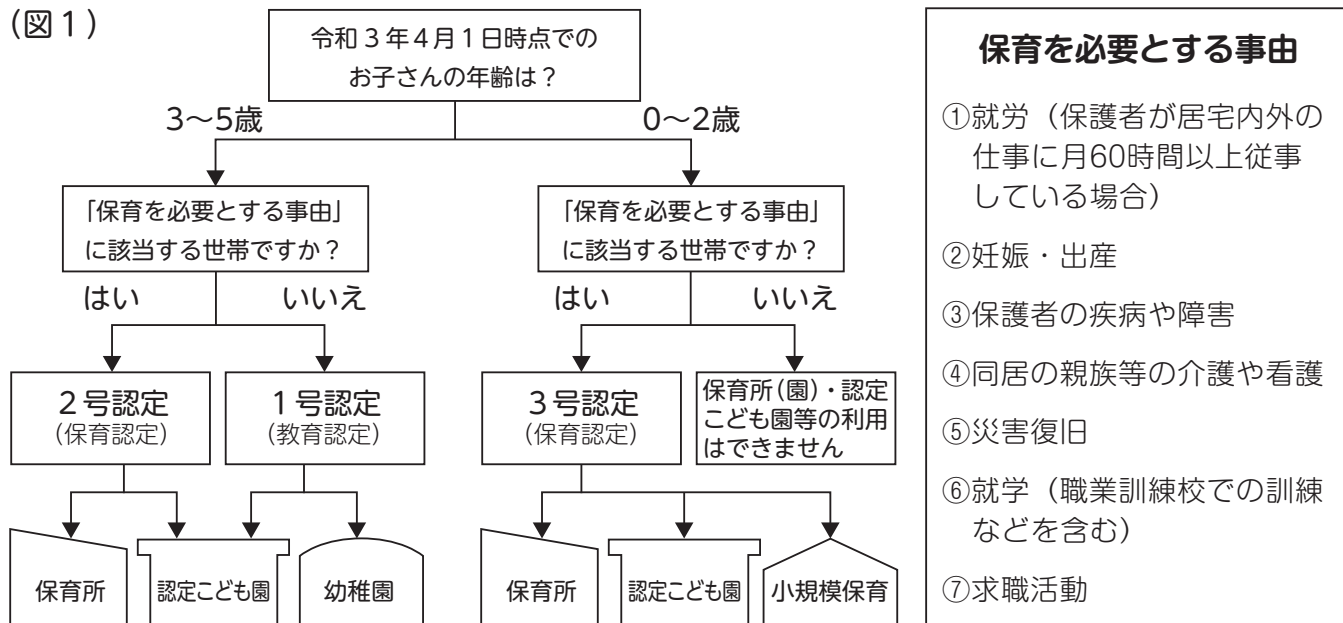 (図1)
令和3年4月1日時点での
お子さんの年齢は？
3〜5歳
0〜2歳
「保育を必要とする事由」
に該当する世帯ですか？
はい
いいえ
2号認定
(保育認定)
1号認定
(教育認定)
保育所
認定こども園
幼稚園
「保育を必要とする事由」
に該当する世帯ですか？
はい
いいえ
3号認定
(保育認定)
保育所(園)・認定
こども園等の利用
はできません
保育所
認定こども園
小規模保育
保育を必要とする事由
①就労（保護者が居宅内外の
仕事に月60時間以上従事
している場合）
②妊娠・出産
③保護者の疾病や障害
④同居の親族等の介護や看護
⑤災害復旧
⑥就学（職業訓練校での訓練
などを含む）
⑦求職活動